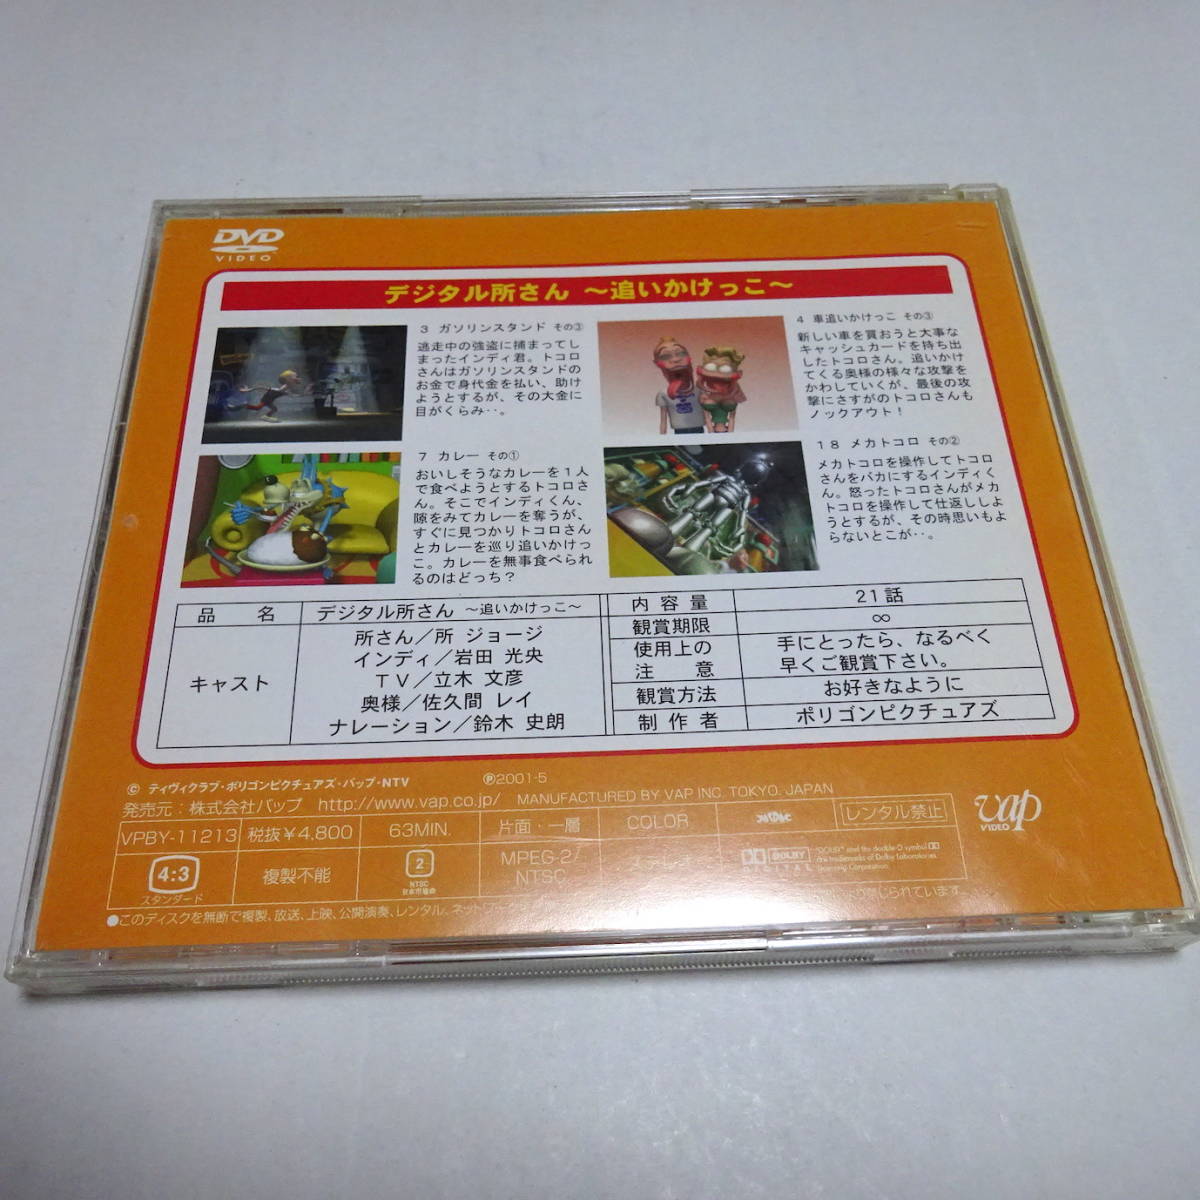 DVD
VIDEO
デジタル所さん ～追いかけっこ～
3 ガソリンスタンド その③
逃走中の強盗に捕まってし
まったインディ君。トコロ
さんはガソリンスタンドの
お金で身代金を払い、助け
ようとするが、その大金に
目がくらみ‥。
4 車追いかけっこ その③
新しい車を買おうと大事な
キャッシュカードを持ち出
したトコロさん。追いかけ
てくる奥様の様々な攻撃を
かわしていくが、最後の攻
撃にさすがのトコロさんも
ノックアウト！
7 カレー その①
おいしそうなカレーを1人
で食べようとするトコロさ
ん。そこでインディくん、
隙をみてカレーを奪うが、
すぐに見つかりトコロさん
とカレーを巡り追いかけっ
こ。カレーを無事食べられ
るのはどっち？
18 メカトコロ その②
メカトコロを操作してトコロ
さんをバカにするインディく
ん。怒ったトコロさんがメカ
トコロを操作して仕返ししよ
うとするが、その時思いもよ
らないとこが‥。
品 名 デジタル所さん ～追いかけっこ～
キャスト
所さん／所 ジョージ
インディ／岩田 光央
TV／立木 文彦
奥様／佐久間 レイ
ナレーション／鈴木 史朗
内 容 量 21話
観賞期限 ∞
使用上の 手にとったら、なるべく
注 意 早くご観賞下さい。
観賞方法 お好きなように
制 作 者 ポリゴンピクチュアズ
© ティヴィクラブ・ポリゴンピクチュアズ・バップ・NTV
℗2001-5
発売元：株式会社バップ http://www.vap.co.jp/ MANUFACTURED BY VAP INC. TOKYO. JAPAN
VPBY-11213 税抜￥4,800 63MIN. 片面・一層 COLOR レンタル禁止
vap
VIDEO
4:3
スタンダード
複製不能
2
NTSC
日本市場向
MPEG-2/
NTSC
ステレオ
DOLBY
DIGITAL
"DOLBY" and the double-D symbol
are trademarks of Dolby Laboratories
Licensing Corporation.
●このディスクを無断で複製、放送、上映、公開演奏、レンタル、ネット
禁じられています。